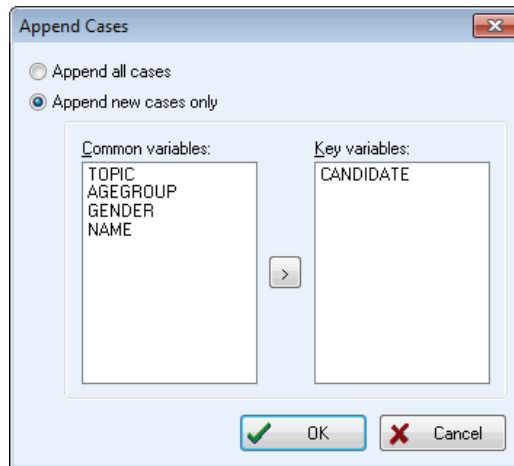 Append Cases
Append all cases
Append new cases only
Common variables:
TOPIC
AGEGROUP
GENDER
NAME
>
Key variables:
CANDIDATE
OK
Cancel